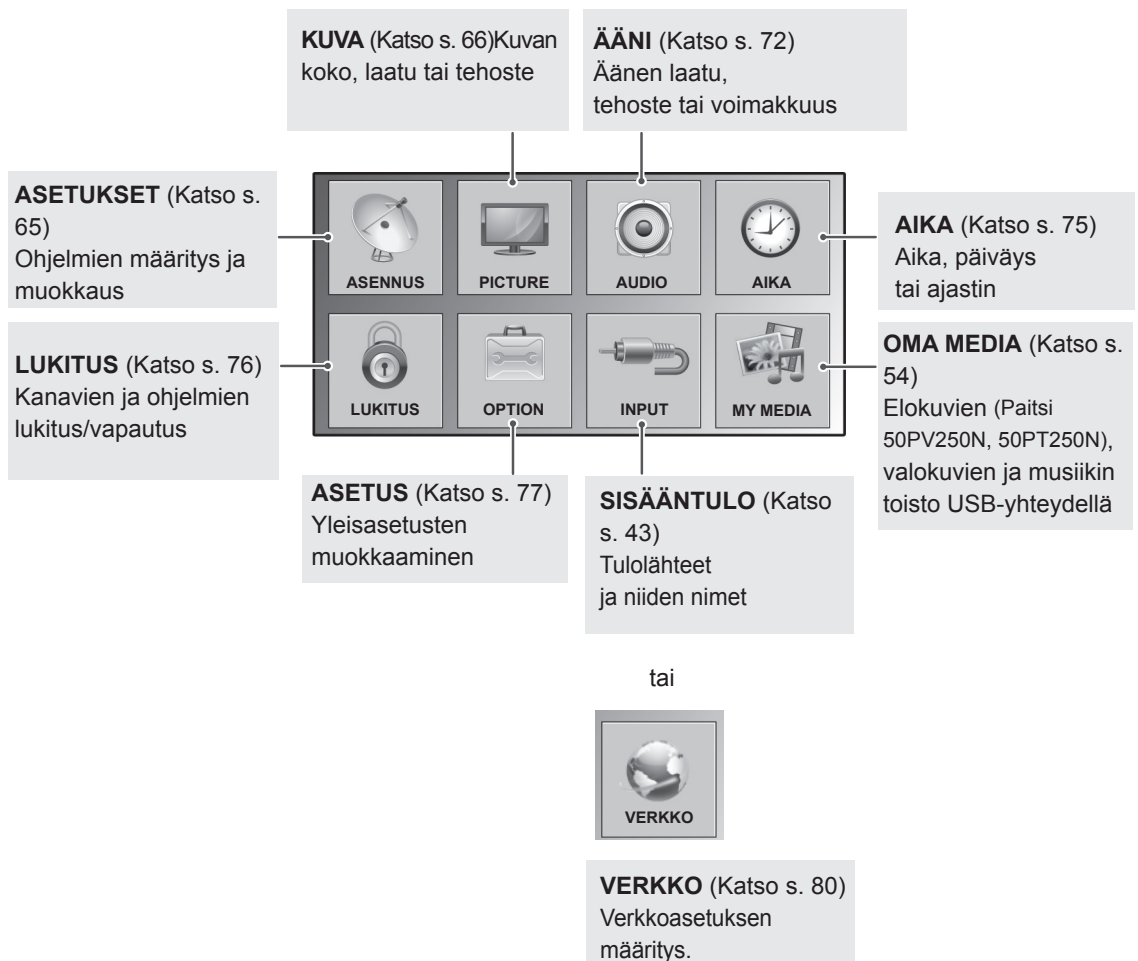 KUVA (Katso s. 66)Kuvan
koko, laatu tai tehoste
ÄÄNI (Katso s. 72)
Äänen laatu,
tehoste tai voimakkuus
ASETUKSET (Katso s.
65)
Ohjelmien määritys ja
muokkaus
LUKITUS (Katso s. 76)
Kanavien ja ohjelmien
lukitus/vapautus
ASENNUS
PICTURE
AUDIO
AIKA
LUKITUS
OPTION
INPUT
MY MEDIA
AIKA (Katso s. 75)
Aika, päiväys
tai ajastin
OMA MEDIA (Katso s.
54)
Elokuvien (Paitsi
50PV250N, 50PT250N),
valokuvien ja musiikin
toisto USB-yhteydellä
ASETUS (Katso s. 77)
Yleisasetusten
muokkaaminen
SISÄÄNTULO (Katso
s. 43)
Tulolähteet
ja niiden nimet
tai
VERKKO
VERKKO (Katso s. 80)
Verkkoasetuksen
määritys.